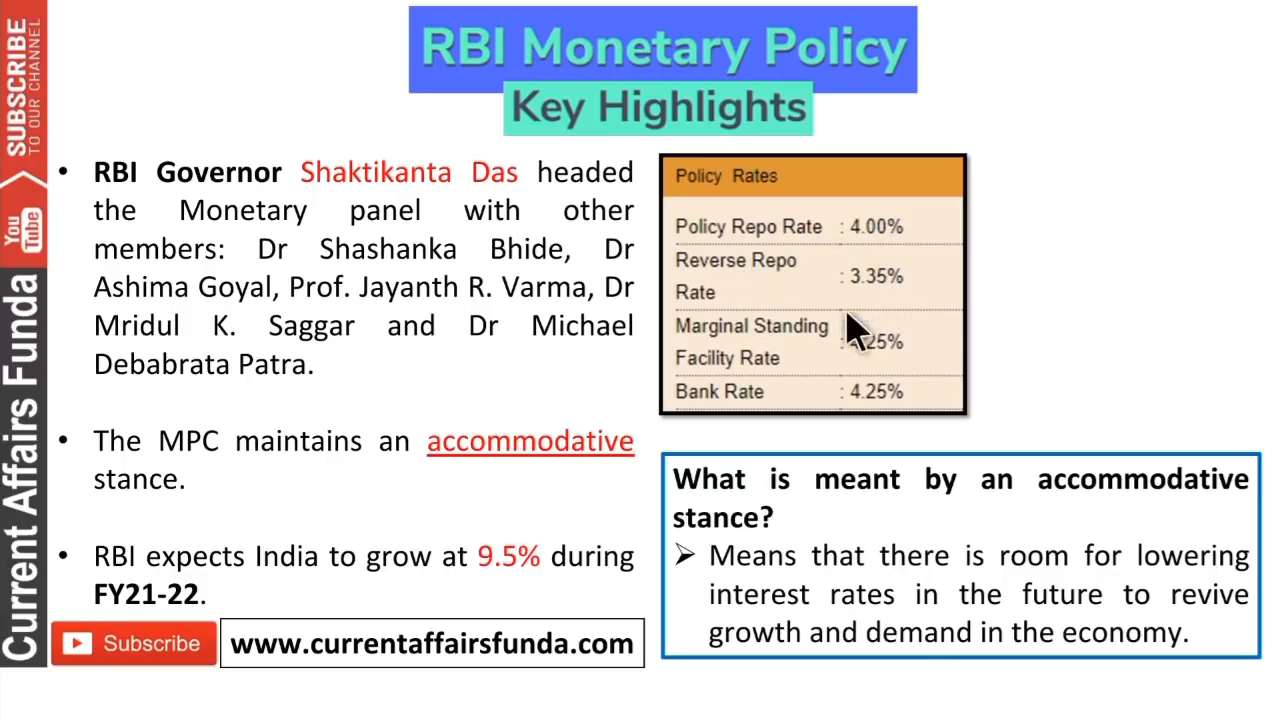 SUBSCRIBE
TO OUR CHANNEL
You
Tube
Current Affairs Funda
RBI Monetary Policy
Key Highlights
• RBI Governor Shaktikanta Das headed
the Monetary panel with other
members: Dr Shashanka Bhide, Dr
Ashima Goyal, Prof. Jayanth R. Varma, Dr
Mridul K. Saggar and Dr Michael
Debabrata Patra.
• The MPC maintains an accommodative
stance.
• RBI expects India to grow at 9.5% during
FY21-22.
Subscribe
www.currentaffairsfunda.com
Policy Rates
Policy Repo Rate : 4.00%
Reverse Repo
Rate : 3.35%
Marginal Standing
Facility Rate
Bank Rate : 4.25%
What is meant by an accommodative
stance?
➢ Means that there is room for lowering
interest rates in the future to revive
growth and demand in the economy.